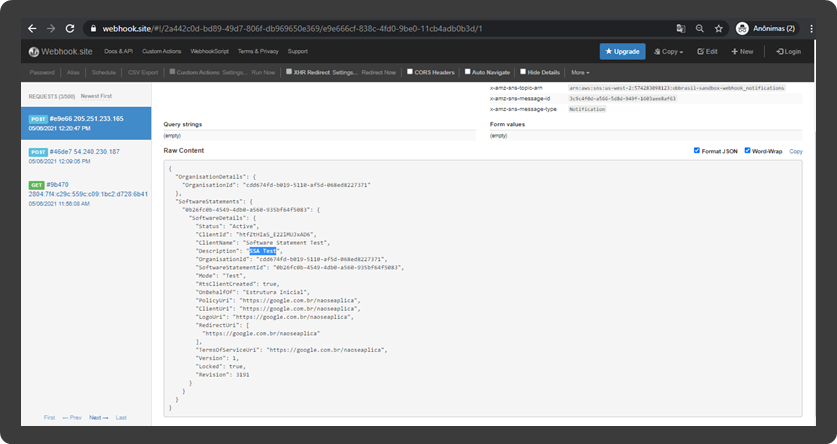 webhook.site/#!/2a442c0d-bd89-49d7-806f-db969650e369/e9e666cf-838c-4fd0-9be0-11cb4adb0b3d/1
Anônimas (2)
Webhook.site Docs & API Custom Actions WebhookScript Terms & Privacy Support Upgrade Copy Edit New Login
Password Alias Schedule CSV Export Custom Actions Settings... Run Now XHR Redirect Settings... Redirect Now CORS Headers Auto Navigate Hide Details More
REQUESTS (3/500) Newest First
POST #e9e66 205.251.233.165
05/06/2021 12:20:47 PM
POST #46de7 54.240.230.187
05/06/2021 12:09:05 PM
GET #9b478
2804:7f4:c29c:559c:c09:1bc2:d728:6b41
05/06/2021 11:56:08 AM
First ← Prev Next → Last
x-amz-sns-topic-arn arn:aws:sns:us-west-2:574283098123:obbrasil-sandbox-webhook_notifications
x-amz-sns-message-id 3c9c4f0d-a566-5d8d-949f-1603aee8af63
x-amz-sns-message-type Notification
Query strings
(empty)
Form values
(empty)
Raw Content Format JSON Word-Wrap Copy
{
"OrganisationDetails": {
"OrganisationId": "cdd674fd-b019-5110-af5d-068ed8227371"
},
"SoftwareStatements": {
"0b26fc0b-4549-4db0-a560-935bf64f5083": {
"SoftwareDetails": {
"Status": "Active",
"ClientId": "htfZtHIaS_E22lMUJxAD6",
"ClientName": "Software Statement Test",
"Description": "SSA Test",
"OrganisationId": "cdd674fd-b019-5110-af5d-068ed8227371",
"SoftwareStatementId": "0b26fc0b-4549-4db0-a560-935bf64f5083",
"Mode": "Test",
"RtsClientCreated": true,
"OnBehalfOf": "Estrutura Inicial",
"PolicyUri": "https://google.com.br/naoseaplica",
"ClientUri": "https://google.com.br/naoseaplica",
"LogoUri": "https://google.com.br/naoseaplica",
"RedirectUri": [
"https://google.com.br/naoseaplica"
],
"TermsOfServiceUri": "https://google.com.br/naoseaplica",
"Version": 1,
"Locked": true,
"Revision": 3191
}
}
}
}